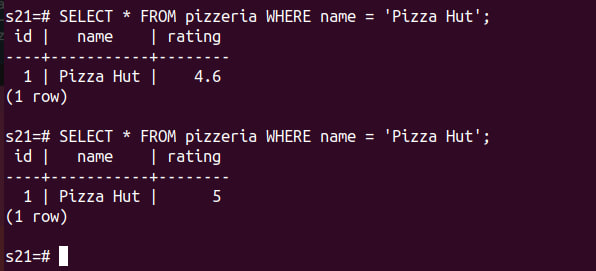 s21=# SELECT * FROM pizzeria WHERE name = 'Pizza Hut';
 id |   name    | rating
----+-----------+--------
  1 | Pizza Hut |    4.6
(1 row)

s21=# SELECT * FROM pizzeria WHERE name = 'Pizza Hut';
 id |   name    | rating
----+-----------+--------
  1 | Pizza Hut |      5
(1 row)

s21=#